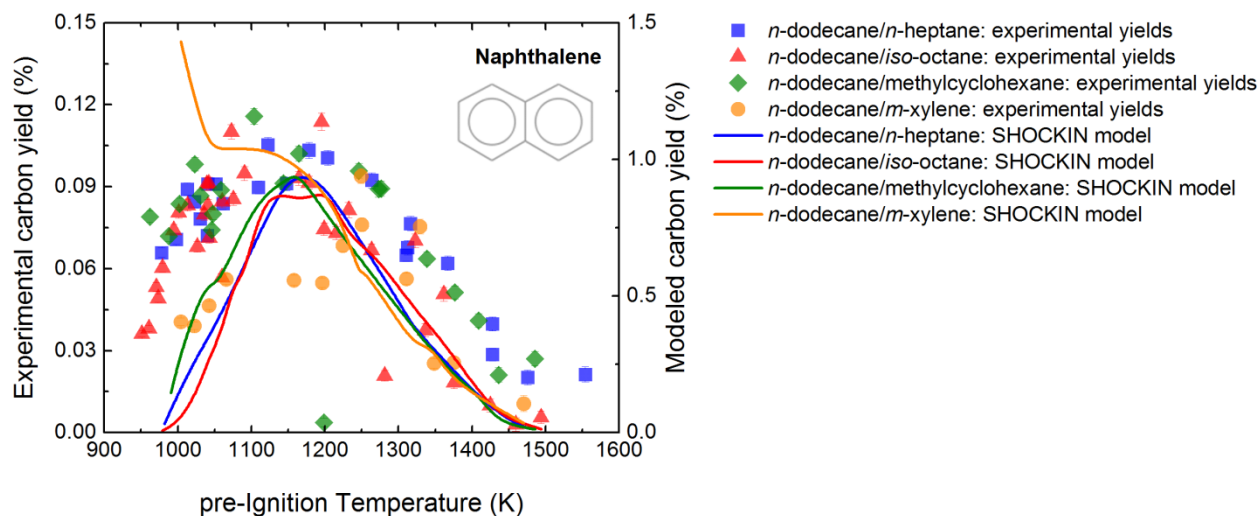 Experimental carbon yield (%)
0.15
0.12
0.09
0.06
0.03
0.00
900 1000 1100 1200 1300 1400 1500 1600
pre-Ignition Temperature (K)
Naphthalene
1.5
1.0
0.5
0.0
Modeled carbon yield (%)
n-dodecane/n-heptane: experimental yields
n-dodecane/iso-octane: experimental yields
n-dodecane/methylcyclohexane: experimental yields
n-dodecane/m-xylene: experimental yields
n-dodecane/n-heptane: SHOCKIN model
n-dodecane/iso-octane: SHOCKIN model
n-dodecane/methylcyclohexane: SHOCKIN model
n-dodecane/m-xylene: SHOCKIN model